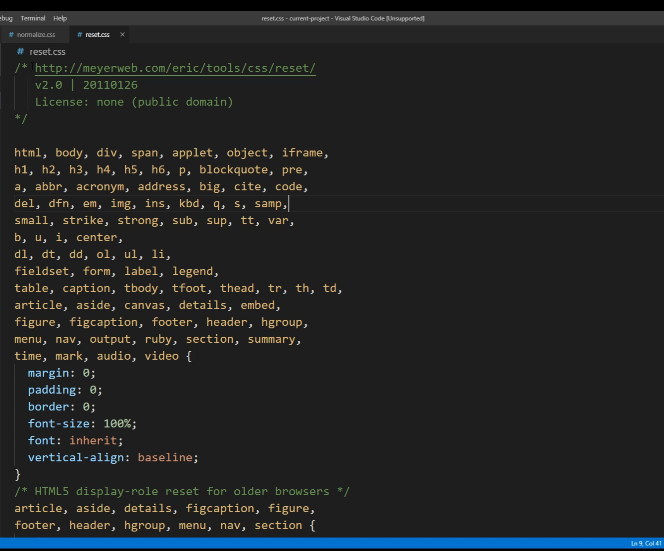 ebug Terminal Help reset.css - current-project - Visual Studio Code [Unsupported]
# normalize.css # reset.css ×
# reset.css
/* http://meyerweb.com/eric/tools/css/reset/
v2.0 | 20110126
License: none (public domain)
*/
html, body, div, span, applet, object, iframe,
h1, h2, h3, h4, h5, h6, p, blockquote, pre,
a, abbr, acronym, address, big, cite, code,
del, dfn, em, img, ins, kbd, q, s, samp,
small, strike, strong, sub, sup, tt, var,
b, u, i, center,
dl, dt, dd, ol, ul, li,
fieldset, form, label, legend,
table, caption, tbody, tfoot, thead, tr, th, td,
article, aside, canvas, details, embed,
figure, figcaption, footer, header, hgroup,
menu, nav, output, ruby, section, summary,
time, mark, audio, video {
margin: 0;
padding: 0;
border: 0;
font-size: 100%;
font: inherit;
vertical-align: baseline;
}
/* HTML5 display-role reset for older browsers */
article, aside, details, figcaption, figure,
footer, header, hgroup, menu, nav, section {
Ln 9, Col 41